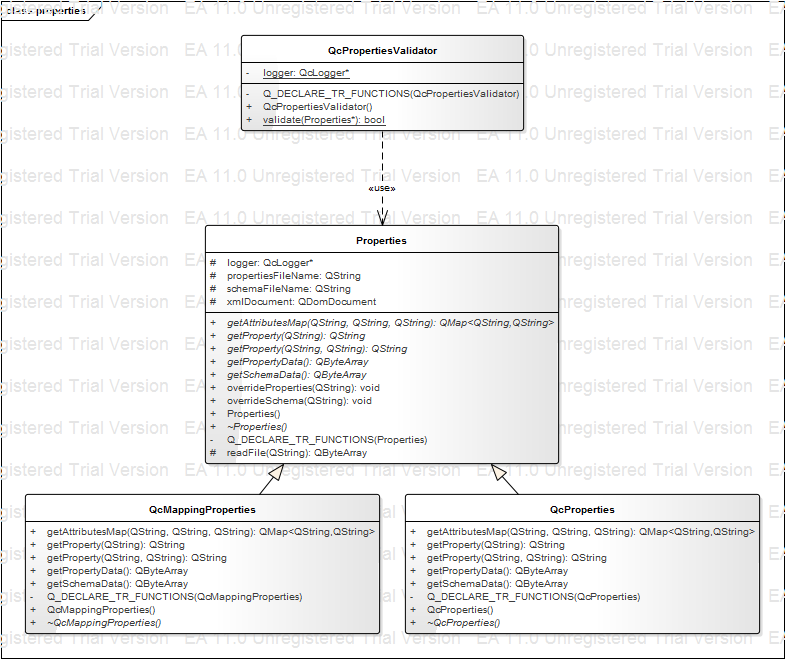 class properties
EA 11.0 Unregistered Trial Version
QcPropertiesValidator
- logger: QcLogger*
- Q_DECLARE_TR_FUNCTIONS(QcPropertiesValidator)
+ QcPropertiesValidator()
+ validate(Properties*): bool
«use»
Properties
# logger: QcLogger*
# propertiesFileName: QString
# schemaFileName: QString
# xmlDocument: QDomDocument
+ getAttributesMap(QString, QString, QString): QMap<QString,QString>
+ getProperty(QString): QString
+ getProperty(QString, QString): QString
+ getPropertyData(): QByteArray
+ getSchemaData(): QByteArray
+ overrideProperties(QString): void
+ overrideSchema(QString): void
+ Properties()
+ ~Properties()
- Q_DECLARE_TR_FUNCTIONS(Properties)
# readFile(QString): QByteArray
QcMappingProperties
+ getAttributesMap(QString, QString, QString): QMap<QString,QString>
+ getProperty(QString): QString
+ getProperty(QString, QString): QString
+ getPropertyData(): QByteArray
+ getSchemaData(): QByteArray
- Q_DECLARE_TR_FUNCTIONS(QcMappingProperties)
+ QcMappingProperties()
+ ~QcMappingProperties()
QcProperties
+ getAttributesMap(QString, QString, QString): QMap<QString,QString>
+ getProperty(QString): QString
+ getProperty(QString, QString): QString
+ getPropertyData(): QByteArray
+ getSchemaData(): QByteArray
- Q_DECLARE_TR_FUNCTIONS(QcProperties)
+ QcProperties()
+ ~QcProperties()